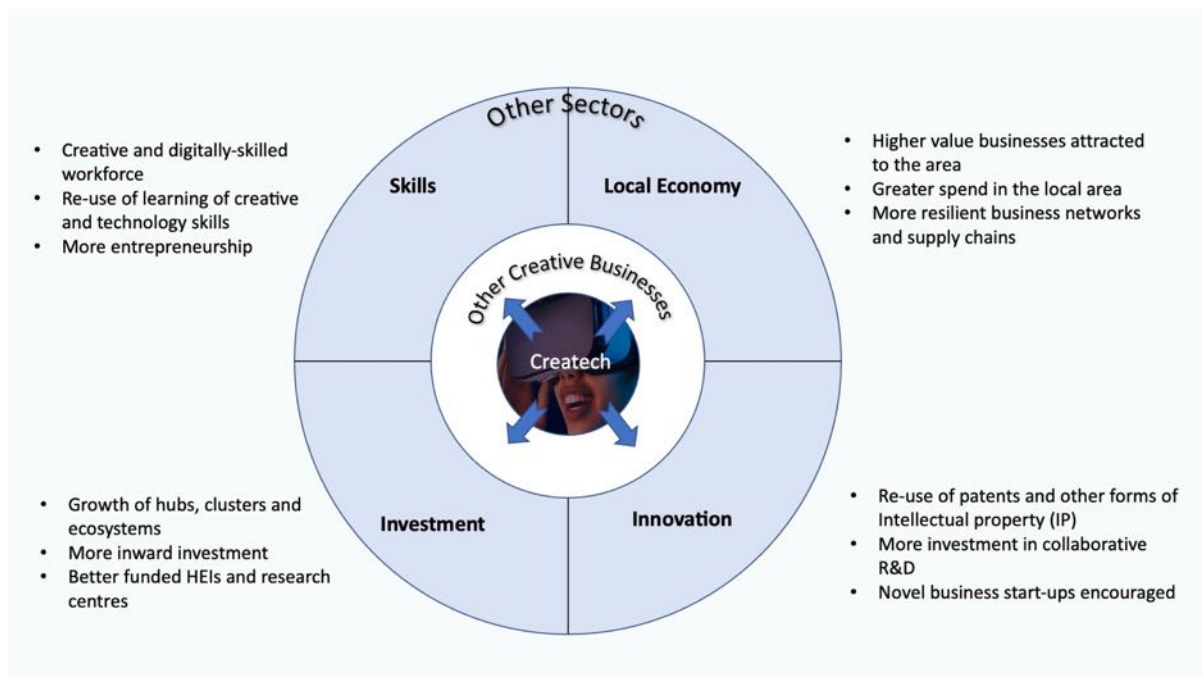 Other Sectors
• Creative and digitally-skilled
workforce
• Re-use of learning of creative
and technology skills
• More entrepreneurship
Skills
Local Economy
• Higher value businesses attracted
to the area
• Greater spend in the local area
• More resilient business networks
and supply chains
Other Creative Businesses
Createch
• Growth of hubs, clusters and
ecosystems
• More inward investment
• Better funded HEIs and research
centres
Investment
Innovation
• Re-use of patents and other forms of
Intellectual property (IP)
• More investment in collaborative
R&D
• Novel business start-ups encouraged